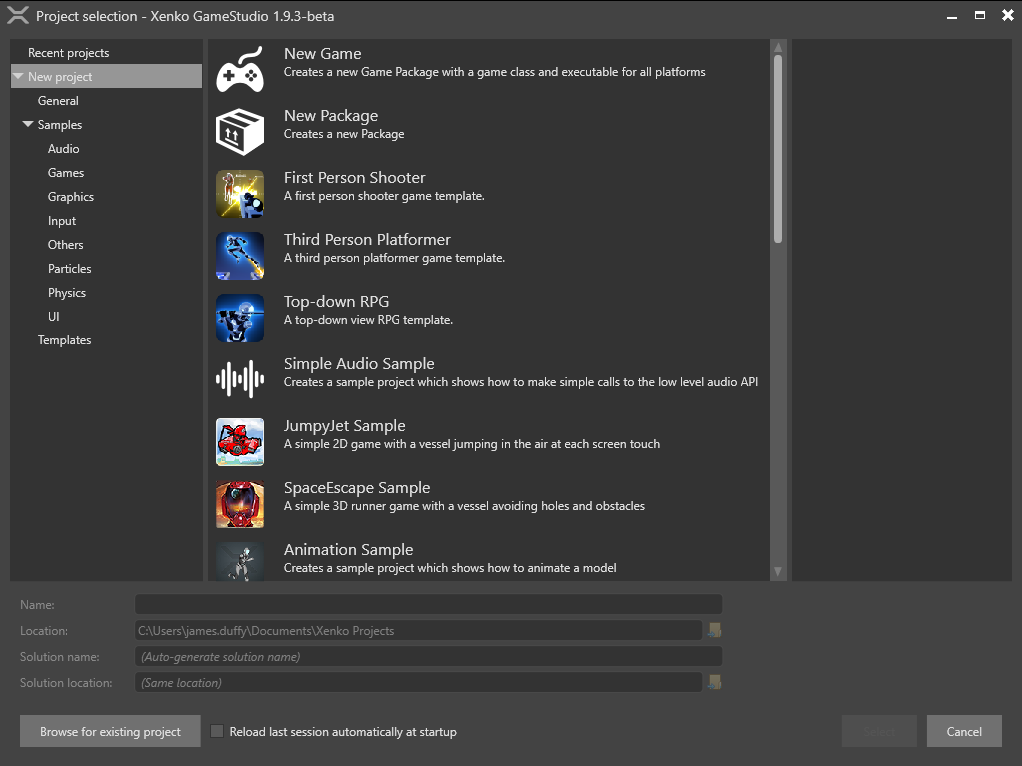 Project selection - Xenko GameStudio 1.9.3-beta
Recent projects
New project
General
Samples
Audio
Games
Graphics
Input
Others
Particles
Physics
UI
Templates
New Game
Creates a new Game Package with a game class and executable for all platforms
New Package
Creates a new Package
First Person Shooter
A first person shooter game template.
Third Person Platformer
A third person platformer game template.
Top-down RPG
A top-down view RPG template.
Simple Audio Sample
Creates a sample project which shows how to make simple calls to the low level audio API
JumpyJet Sample
A simple 2D game with a vessel jumping in the air at each screen touch
SpaceEscape Sample
A simple 3D runner game with a vessel avoiding holes and obstacles
Animation Sample
Creates a sample project which shows how to animate a model
Name:
Location: C:\Users\james.duffy\Documents\Xenko Projects
Solution name: (Auto-generate solution name)
Solution location: (Same location)
Browse for existing project Reload last session automatically at startup Select Cancel